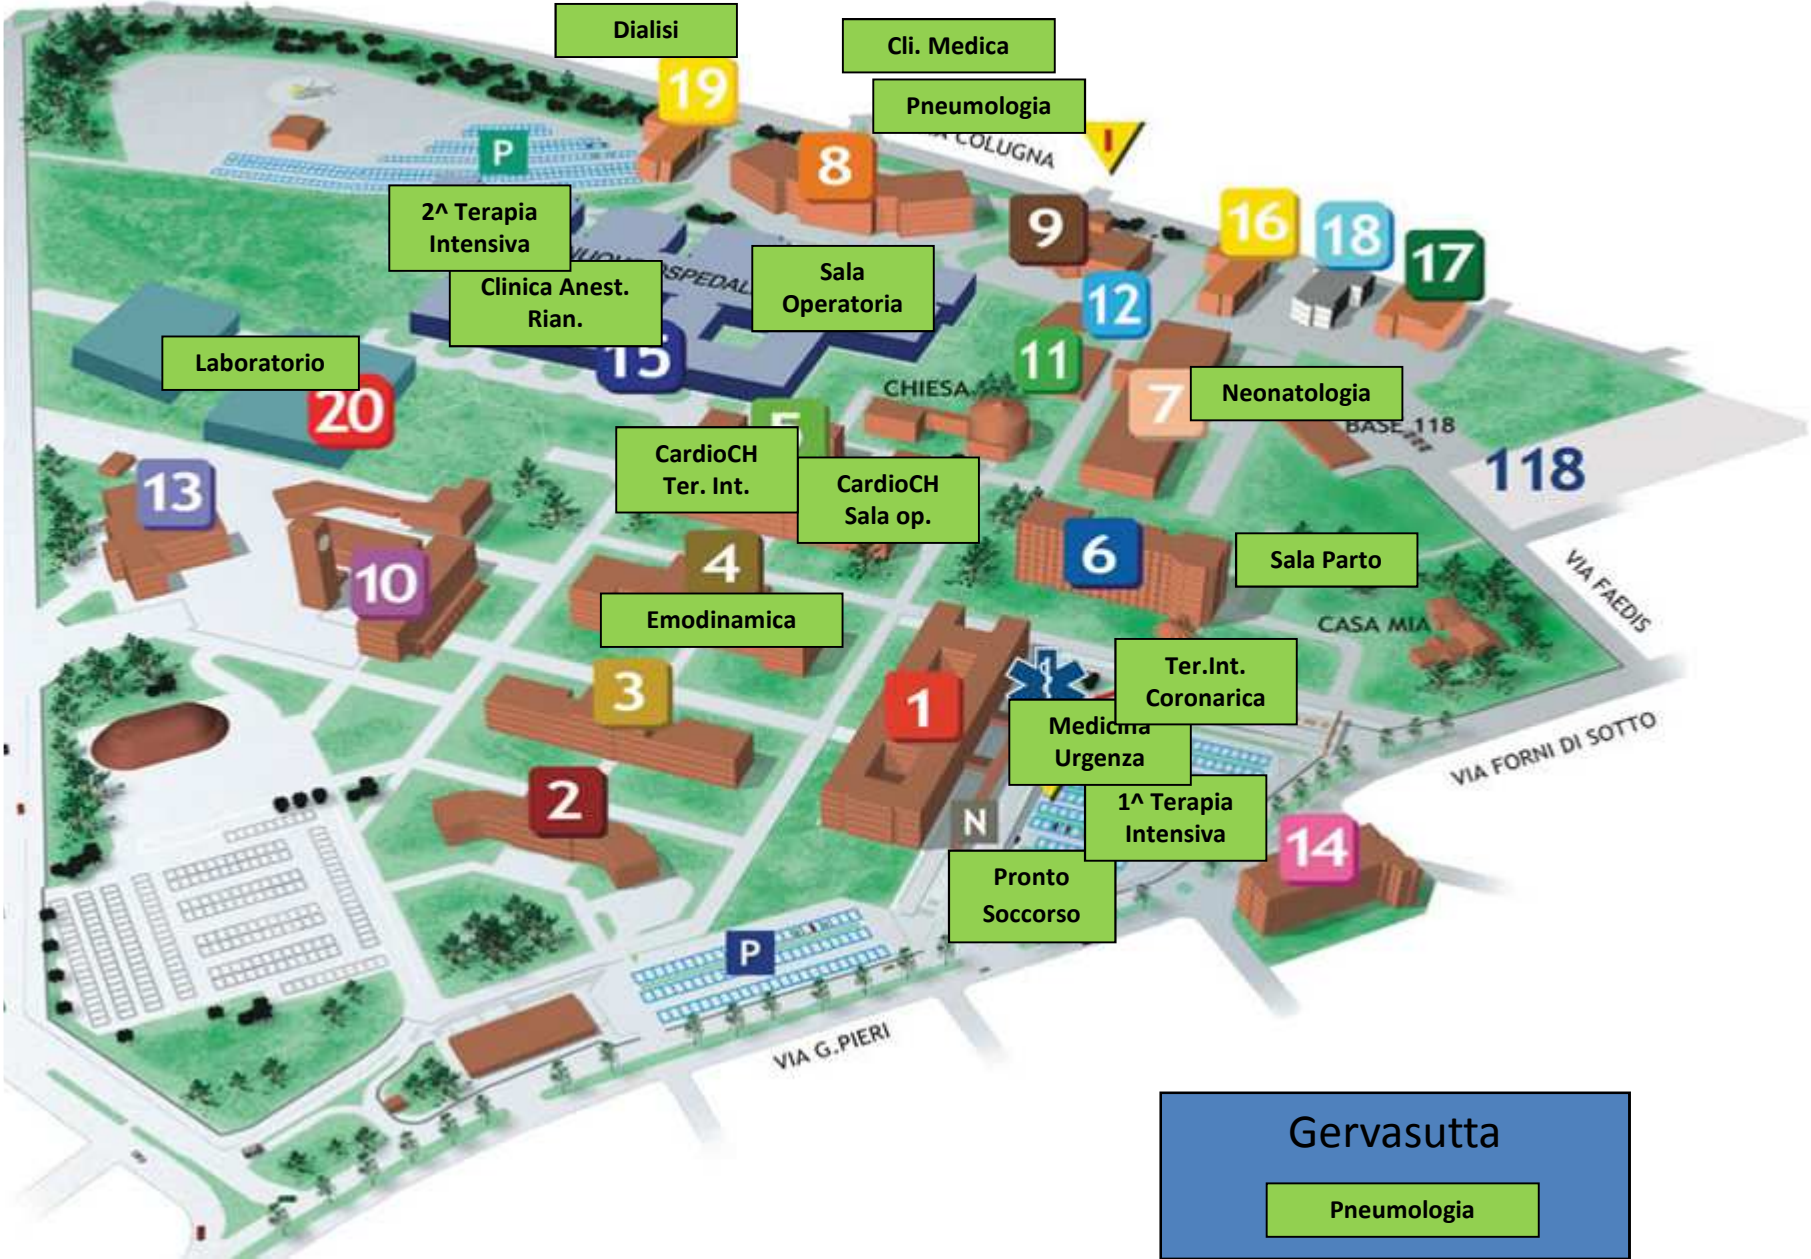 Dialisi
Cli. Medica
19
Pneumologia
COLUGNA
I
P
8
2^ Terapia
Intensiva
9
16
18
17
NUOVO OSPEDAL
Clinica Anest.
Rian.
Sala
Operatoria
12
Laboratorio
15
11
20
CHIESA
7
Neonatologia
BASE 118
5
CardioCH
Ter. Int.
CardioCH
Sala op.
118
13
4
6
Sala Parto
10
VIA FAEDIS
Emodinamica
CASA MIA
3
1
Ter.Int.
Coronarica
Medicina
Urgenza
VIA FORNI DI SOTTO
2
N
1^ Terapia
Intensiva
14
Pronto
Soccorso
P
VIA G.PIERI
Gervasutta
Pneumologia